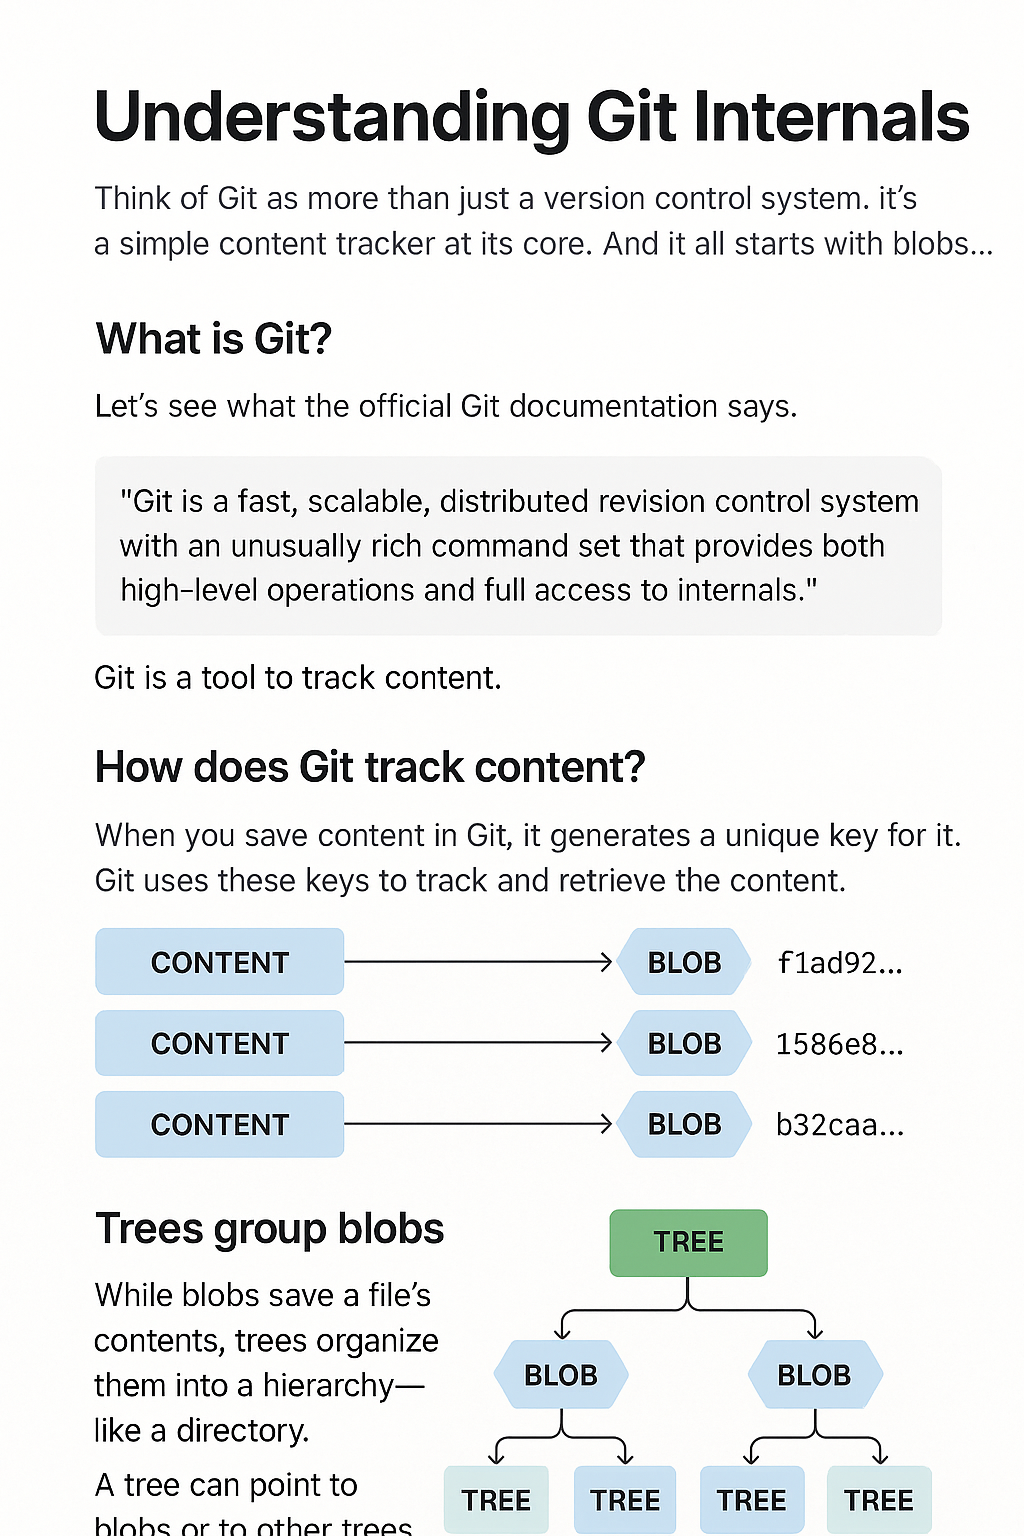 Understanding Git Internals
Think of Git as more than just a version control system. it’s
a simple content tracker at its core. And it all starts with blobs...
What is Git?
Let’s see what the official Git documentation says.
"Git is a fast, scalable, distributed revision control system
with an unusually rich command set that provides both
high-level operations and full access to internals."
Git is a tool to track content.
How does Git track content?
When you save content in Git, it generates a unique key for it.
Git uses these keys to track and retrieve the content.
CONTENT BLOB f1ad92...
CONTENT BLOB 1586e8...
CONTENT BLOB b32caa...
Trees group blobs
While blobs save a file’s
contents, trees organize
them into a hierarchy—
like a directory.
A tree can point to
blobs or to other trees
TREE
BLOB BLOB
TREE TREE TREE TREE